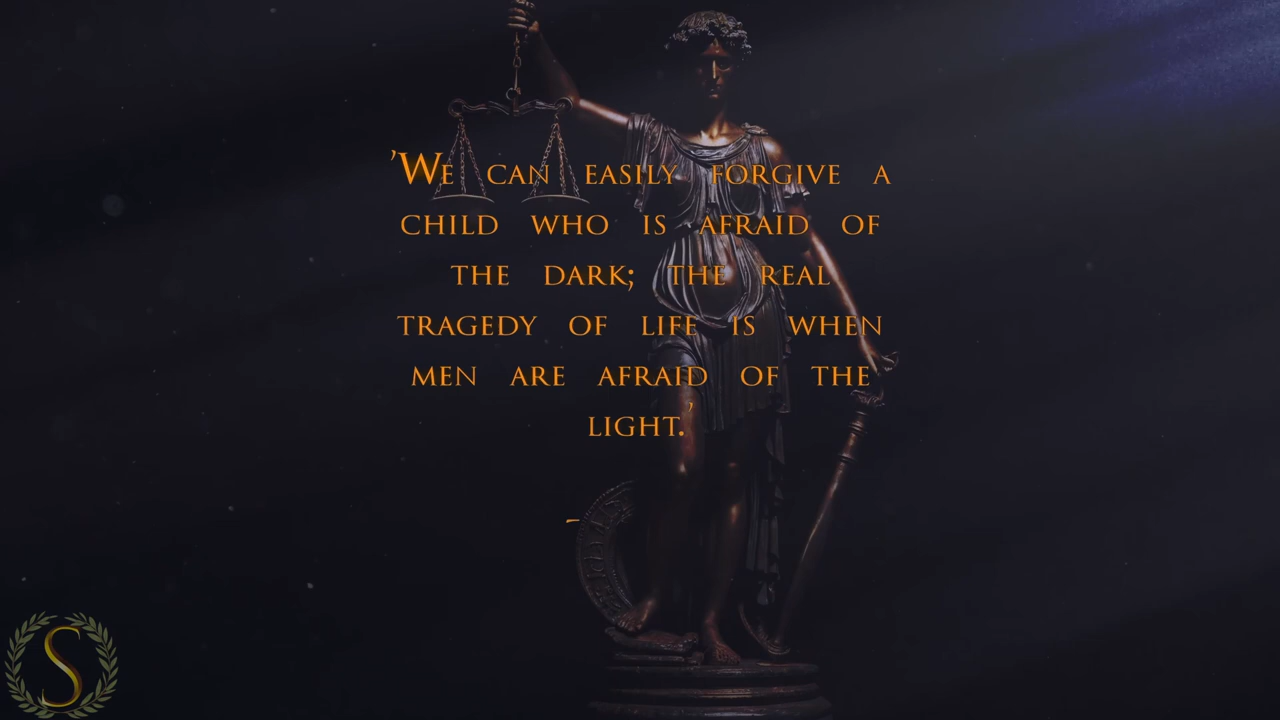 'We can easily forgive a
child who is afraid of
the dark; the real
tragedy of life is when
men are afraid of the
light.'
-
S